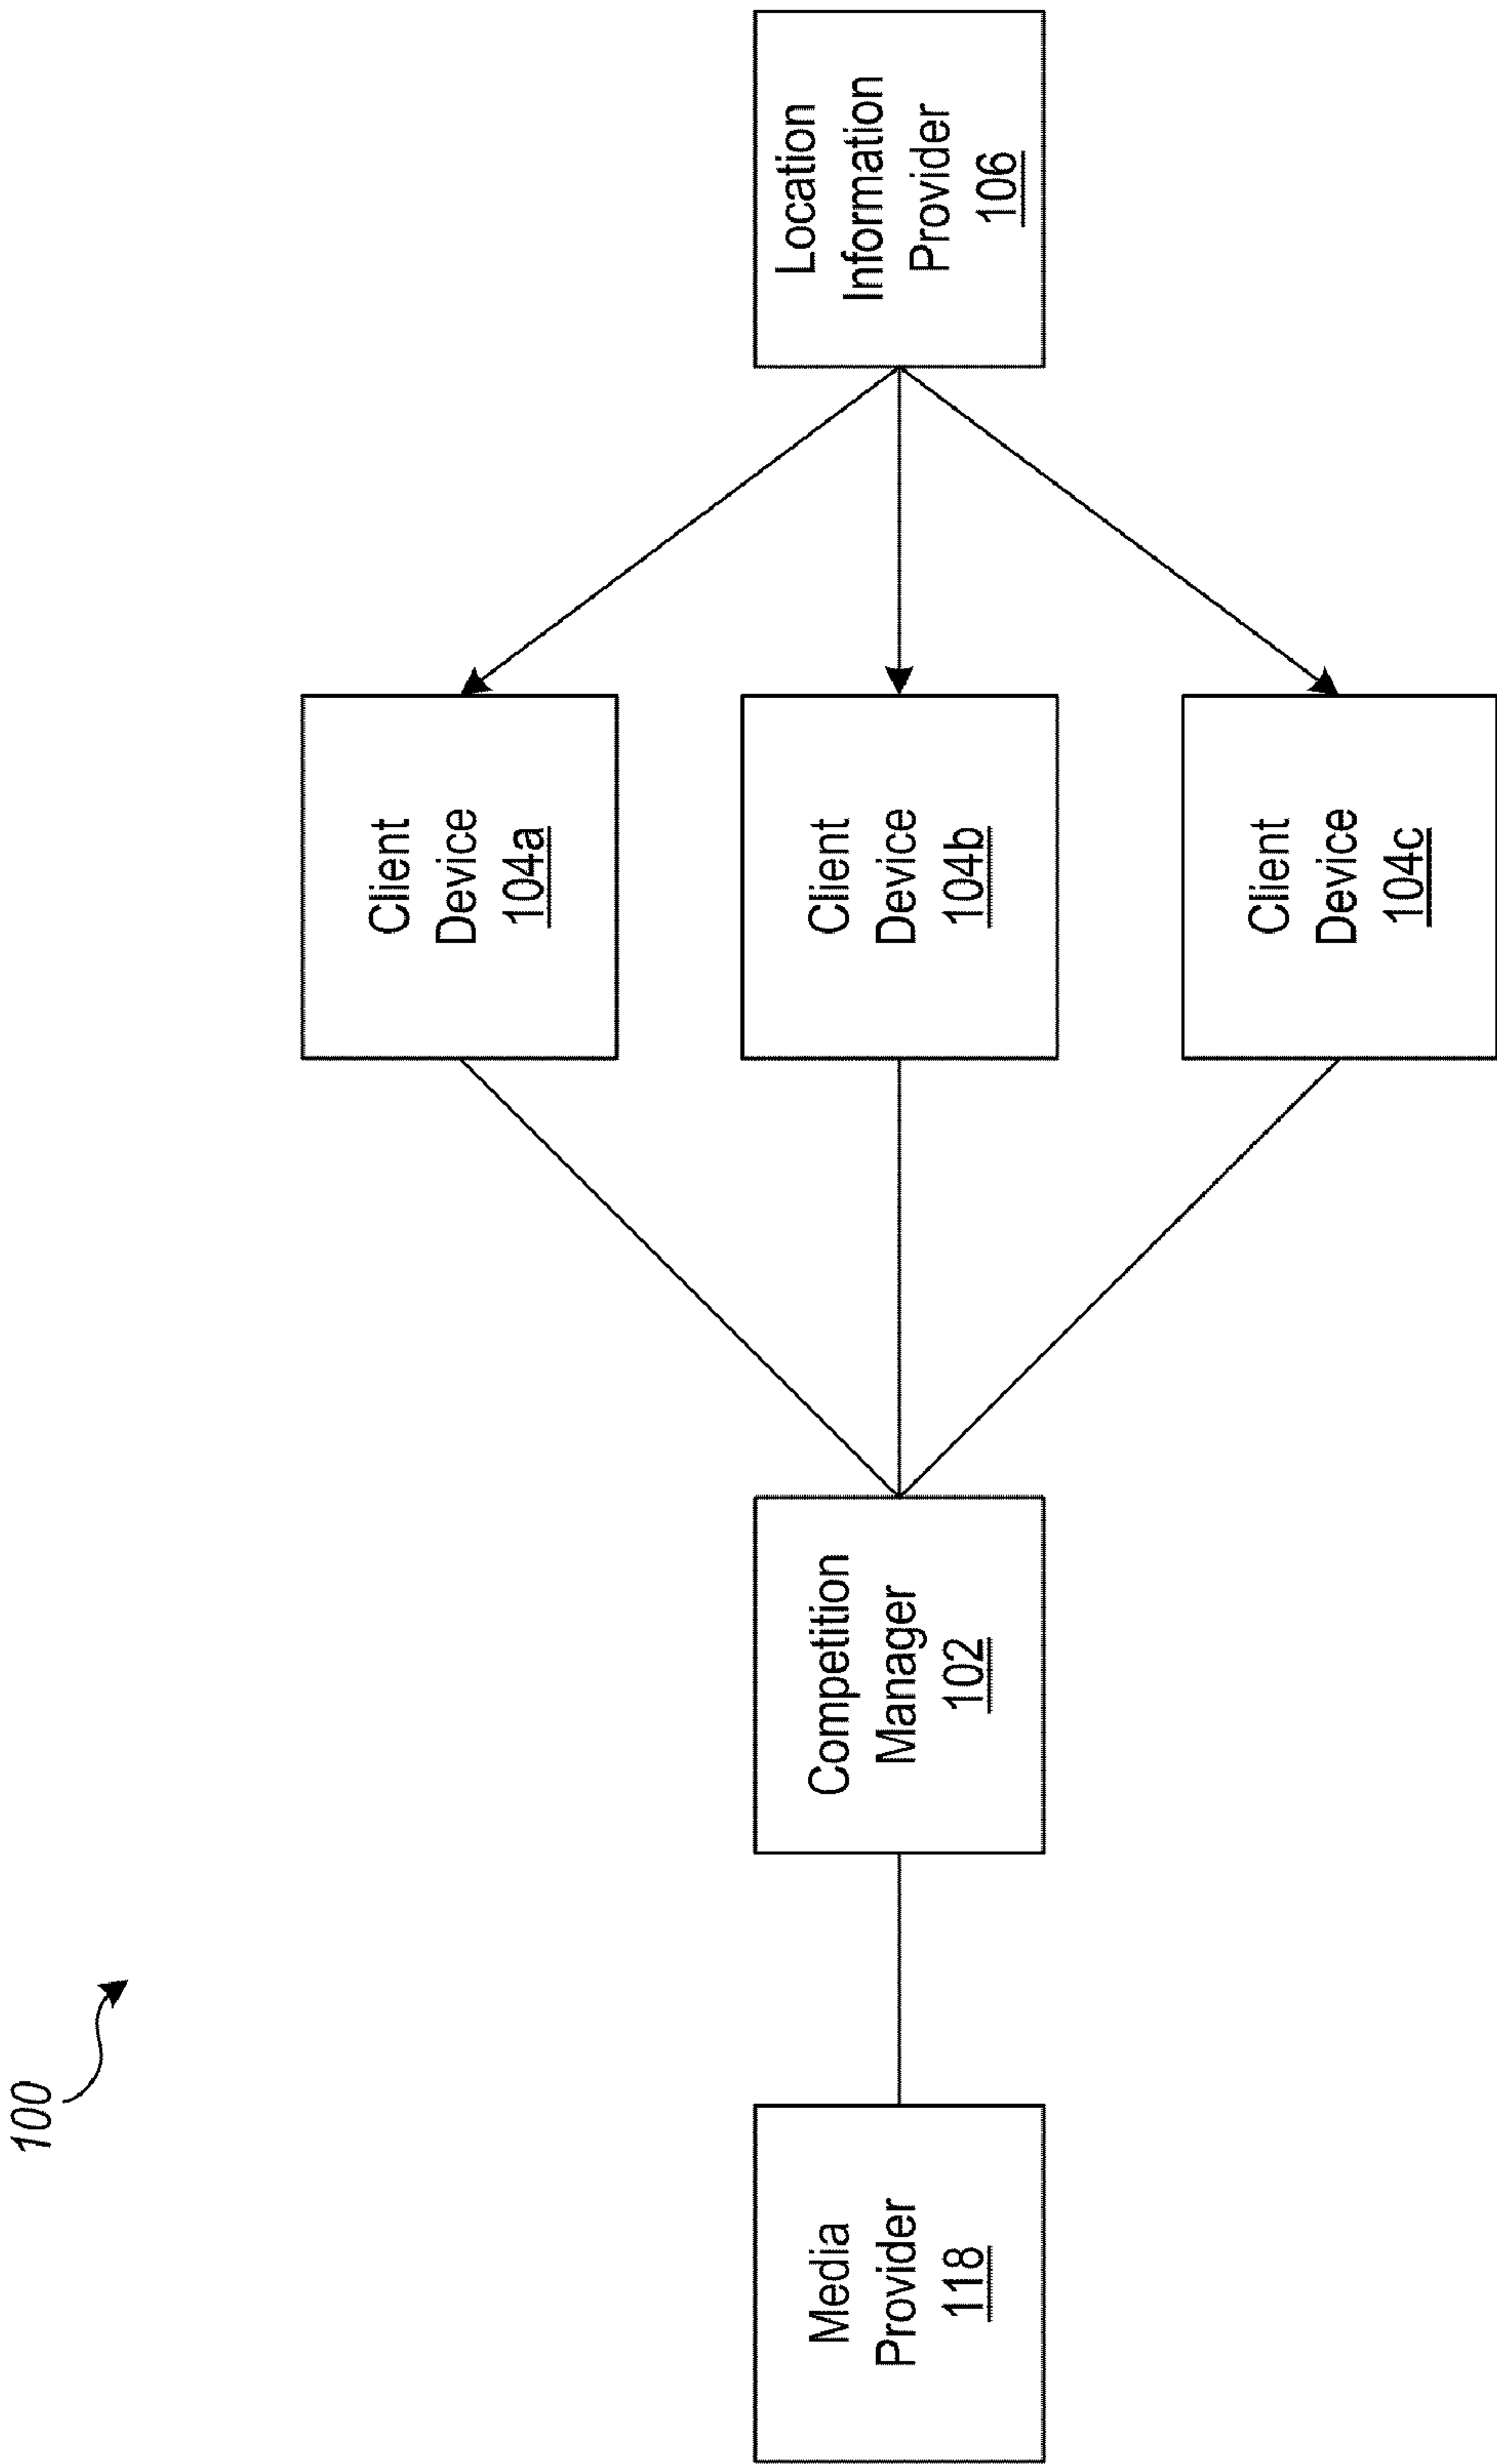 100
Media
Provider
118
Competition
Manager
102
Client
Device
104a
Client
Device
104b
Client
Device
104c
Location
Information
Provider
106